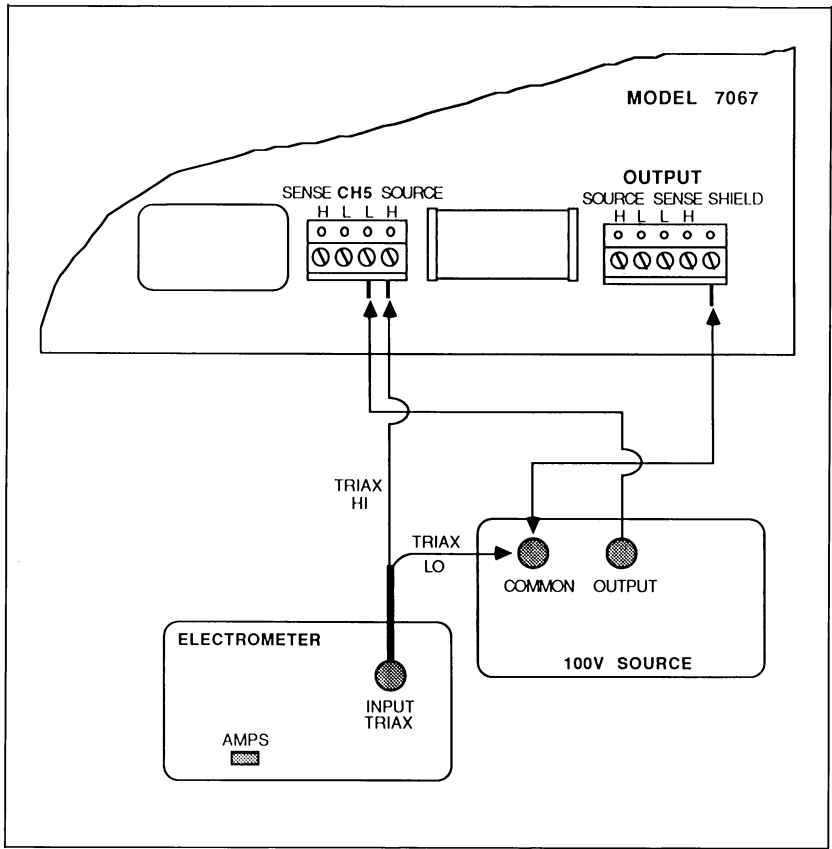 MODEL 7067
SENSE CH5 SOURCE
H L L H
OUTPUT
SOURCE SENSE SHIELD
H L L H
TRIAX
HI
TRIAX
LO
COMMON OUTPUT
100V SOURCE
ELECTROMETER
INPUT
TRIAX
AMPS